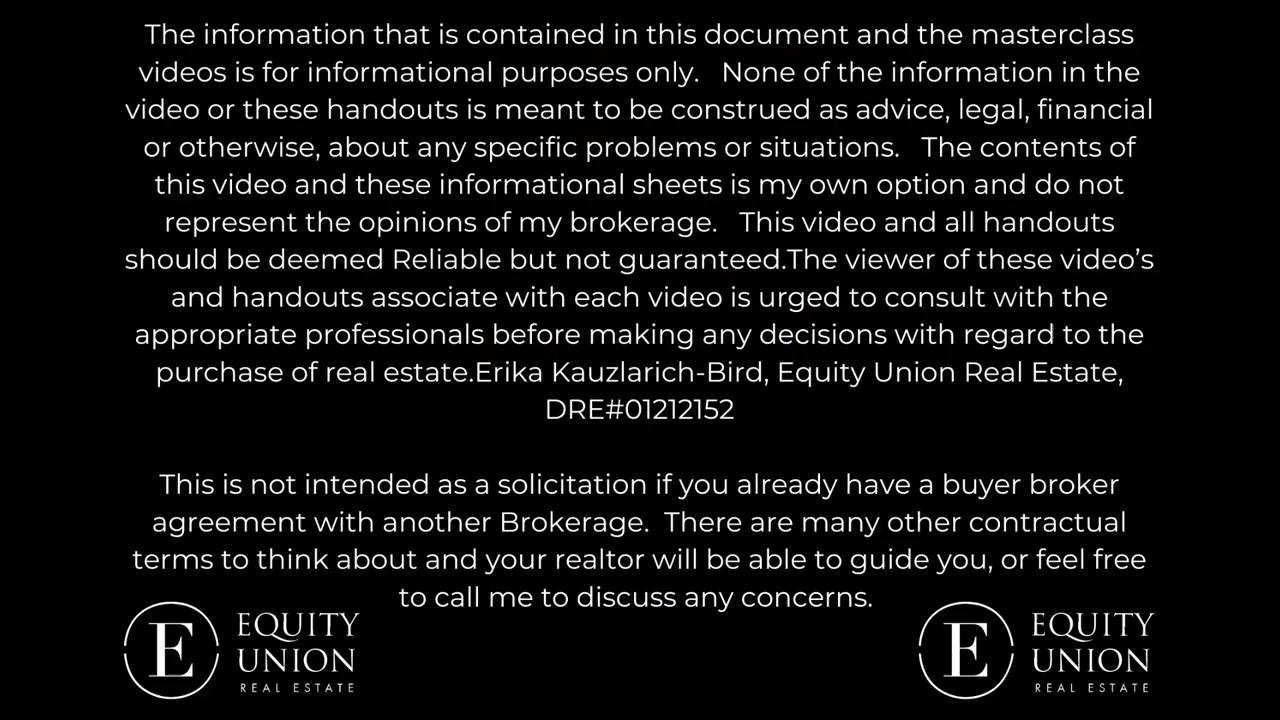 The information that is contained in this document and the masterclass
videos is for informational purposes only.   None of the information in the
video or these handouts is meant to be construed as advice, legal, financial
or otherwise, about any specific problems or situations.   The contents of
this video and these informational sheets is my own option and do not
represent the opinions of my brokerage.   This video and all handouts
should be deemed Reliable but not guaranteed.The viewer of these video’s
and handouts associate with each video is urged to consult with the
appropriate professionals before making any decisions with regard to the
purchase of real estate.Erika Kauzlarich-Bird, Equity Union Real Estate,
DRE#01212152
This is not intended as a solicitation if you already have a buyer broker
agreement with another Brokerage.  There are many other contractual
terms to think about and your realtor will be able to guide you, or feel free
to call me to discuss any concerns.
E
EQUITY
UNION
REAL ESTATE
E
EQUITY
UNION
REAL ESTATE